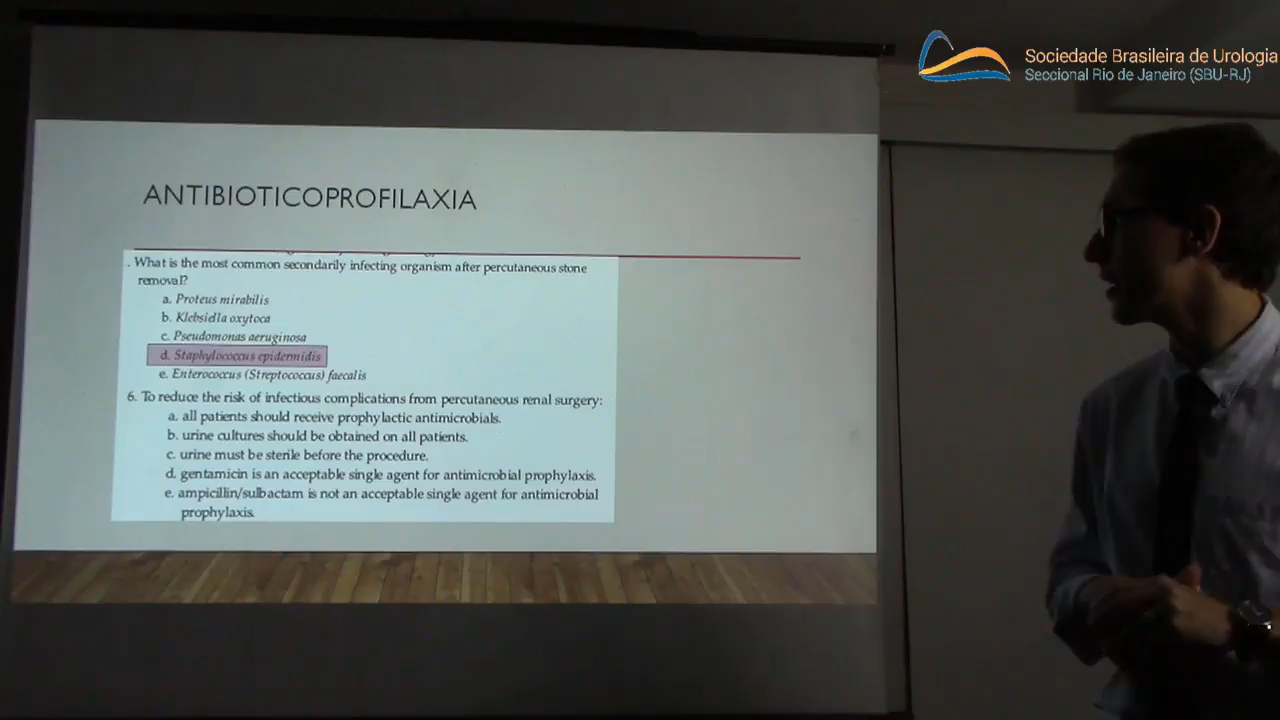 Sociedade Brasileira de Urologia
Seccional Rio de Janeiro (SBU-RJ)
ANTIBIOTICOPROFILAXIA
. What is the most common secondarily infecting organism after percutaneous stone
removal?
a. Proteus mirabilis
b. Klebsiella oxytoca
c. Pseudomonas aeruginosa
d. Staphylococcus epidermidis
e. Enterococcus (Streptococcus) faecalis
6. To reduce the risk of infectious complications from percutaneous renal surgery:
a. all patients should receive prophylactic antimicrobials.
b. urine cultures should be obtained on all patients.
c. urine must be sterile before the procedure.
d. gentamicin is an acceptable single agent for antimicrobial prophylaxis.
e. ampicillin/sulbactam is not an acceptable single agent for antimicrobial
prophylaxis.